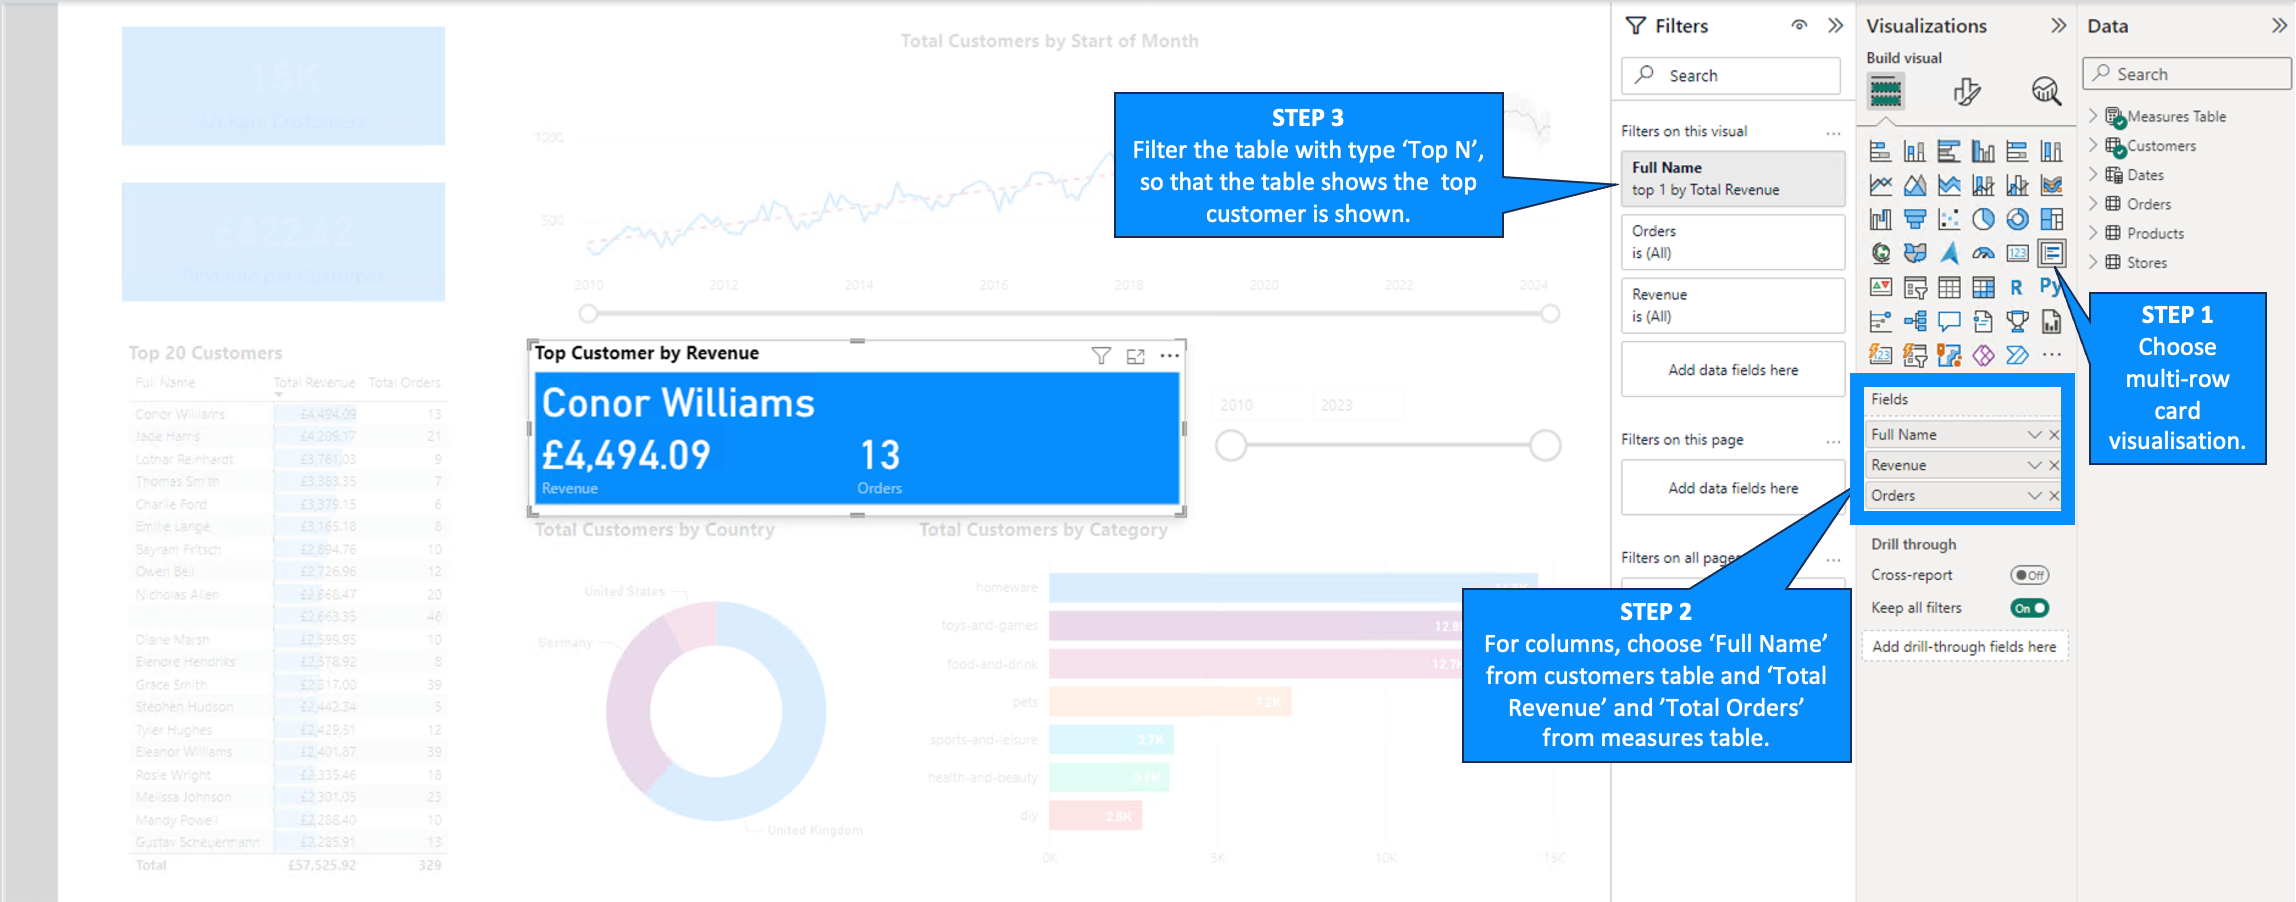 15K
Unique Customers
£422.42
Revenue per Customer
Top 20 Customers
Full Name Total Revenue Total Orders
Conor Williams £4,494.09 13
Jade Harris £4,209.17 21
Lothar Reinhardt £3,761.03 9
Thomas Smith £3,383.35 7
Charlie Ford £3,379.15 6
Emilie Lange £3,165.18 8
Bayram Fritsch £2,894.76 10
Owen Bell £2,726.96 12
Nicholas Allen £2,668.47 20
£2,663.35 46
Diane Marsh £2,599.95 10
Elenore Hendriks £2,578.92 8
Grace Smith £2,517.00 39
Stephen Hudson £2,442.34 5
Tyler Hughes £2,429.51 12
Eleanor Williams £2,401.87 39
Rosie Wright £2,335.46 18
Melissa Johnson £2,301.05 23
Mandy Powell £2,288.40 10
Gustav Scheuermann £2,285.91 13
Total £57,525.92 329
Total Customers by Start of Month
1000
500
2010 2012 2014 2016 2018 2020 2022 2024
Top Customer by Revenue
Conor Williams
£4,494.09 13
Revenue Orders
2010 2023
Total Customers by Country
United States
Germany
United Kingdom
Total Customers by Category
homeware
toys-and-games
food-and-drink 12.7K
pets 7.2K
sports-and-leisure 3.7K
health-and-beauty
diy 2.8K
0K 5K 10K 15K
STEP 3
Filter the table with type ‘Top N’,
so that the table shows the top
customer is shown.
Filters
Search
Filters on this visual ...
Full Name
top 1 by Total Revenue
Orders
is (All)
Revenue
is (All)
Add data fields here
Filters on this page ...
Add data fields here
Filters on all pages ...
STEP 2
For columns, choose ‘Full Name’
from customers table and ‘Total
Revenue’ and ’Total Orders’
from measures table.
Visualizations
Build visual
123
R Py
123
...
Fields
Full Name
Revenue
Orders
Drill through
Cross-report Off
Keep all filters On
Add drill-through fields here
STEP 1
Choose
multi-row
card
visualisation.
Data
Search
Measures Table
Customers
Dates
Orders
Products
Stores